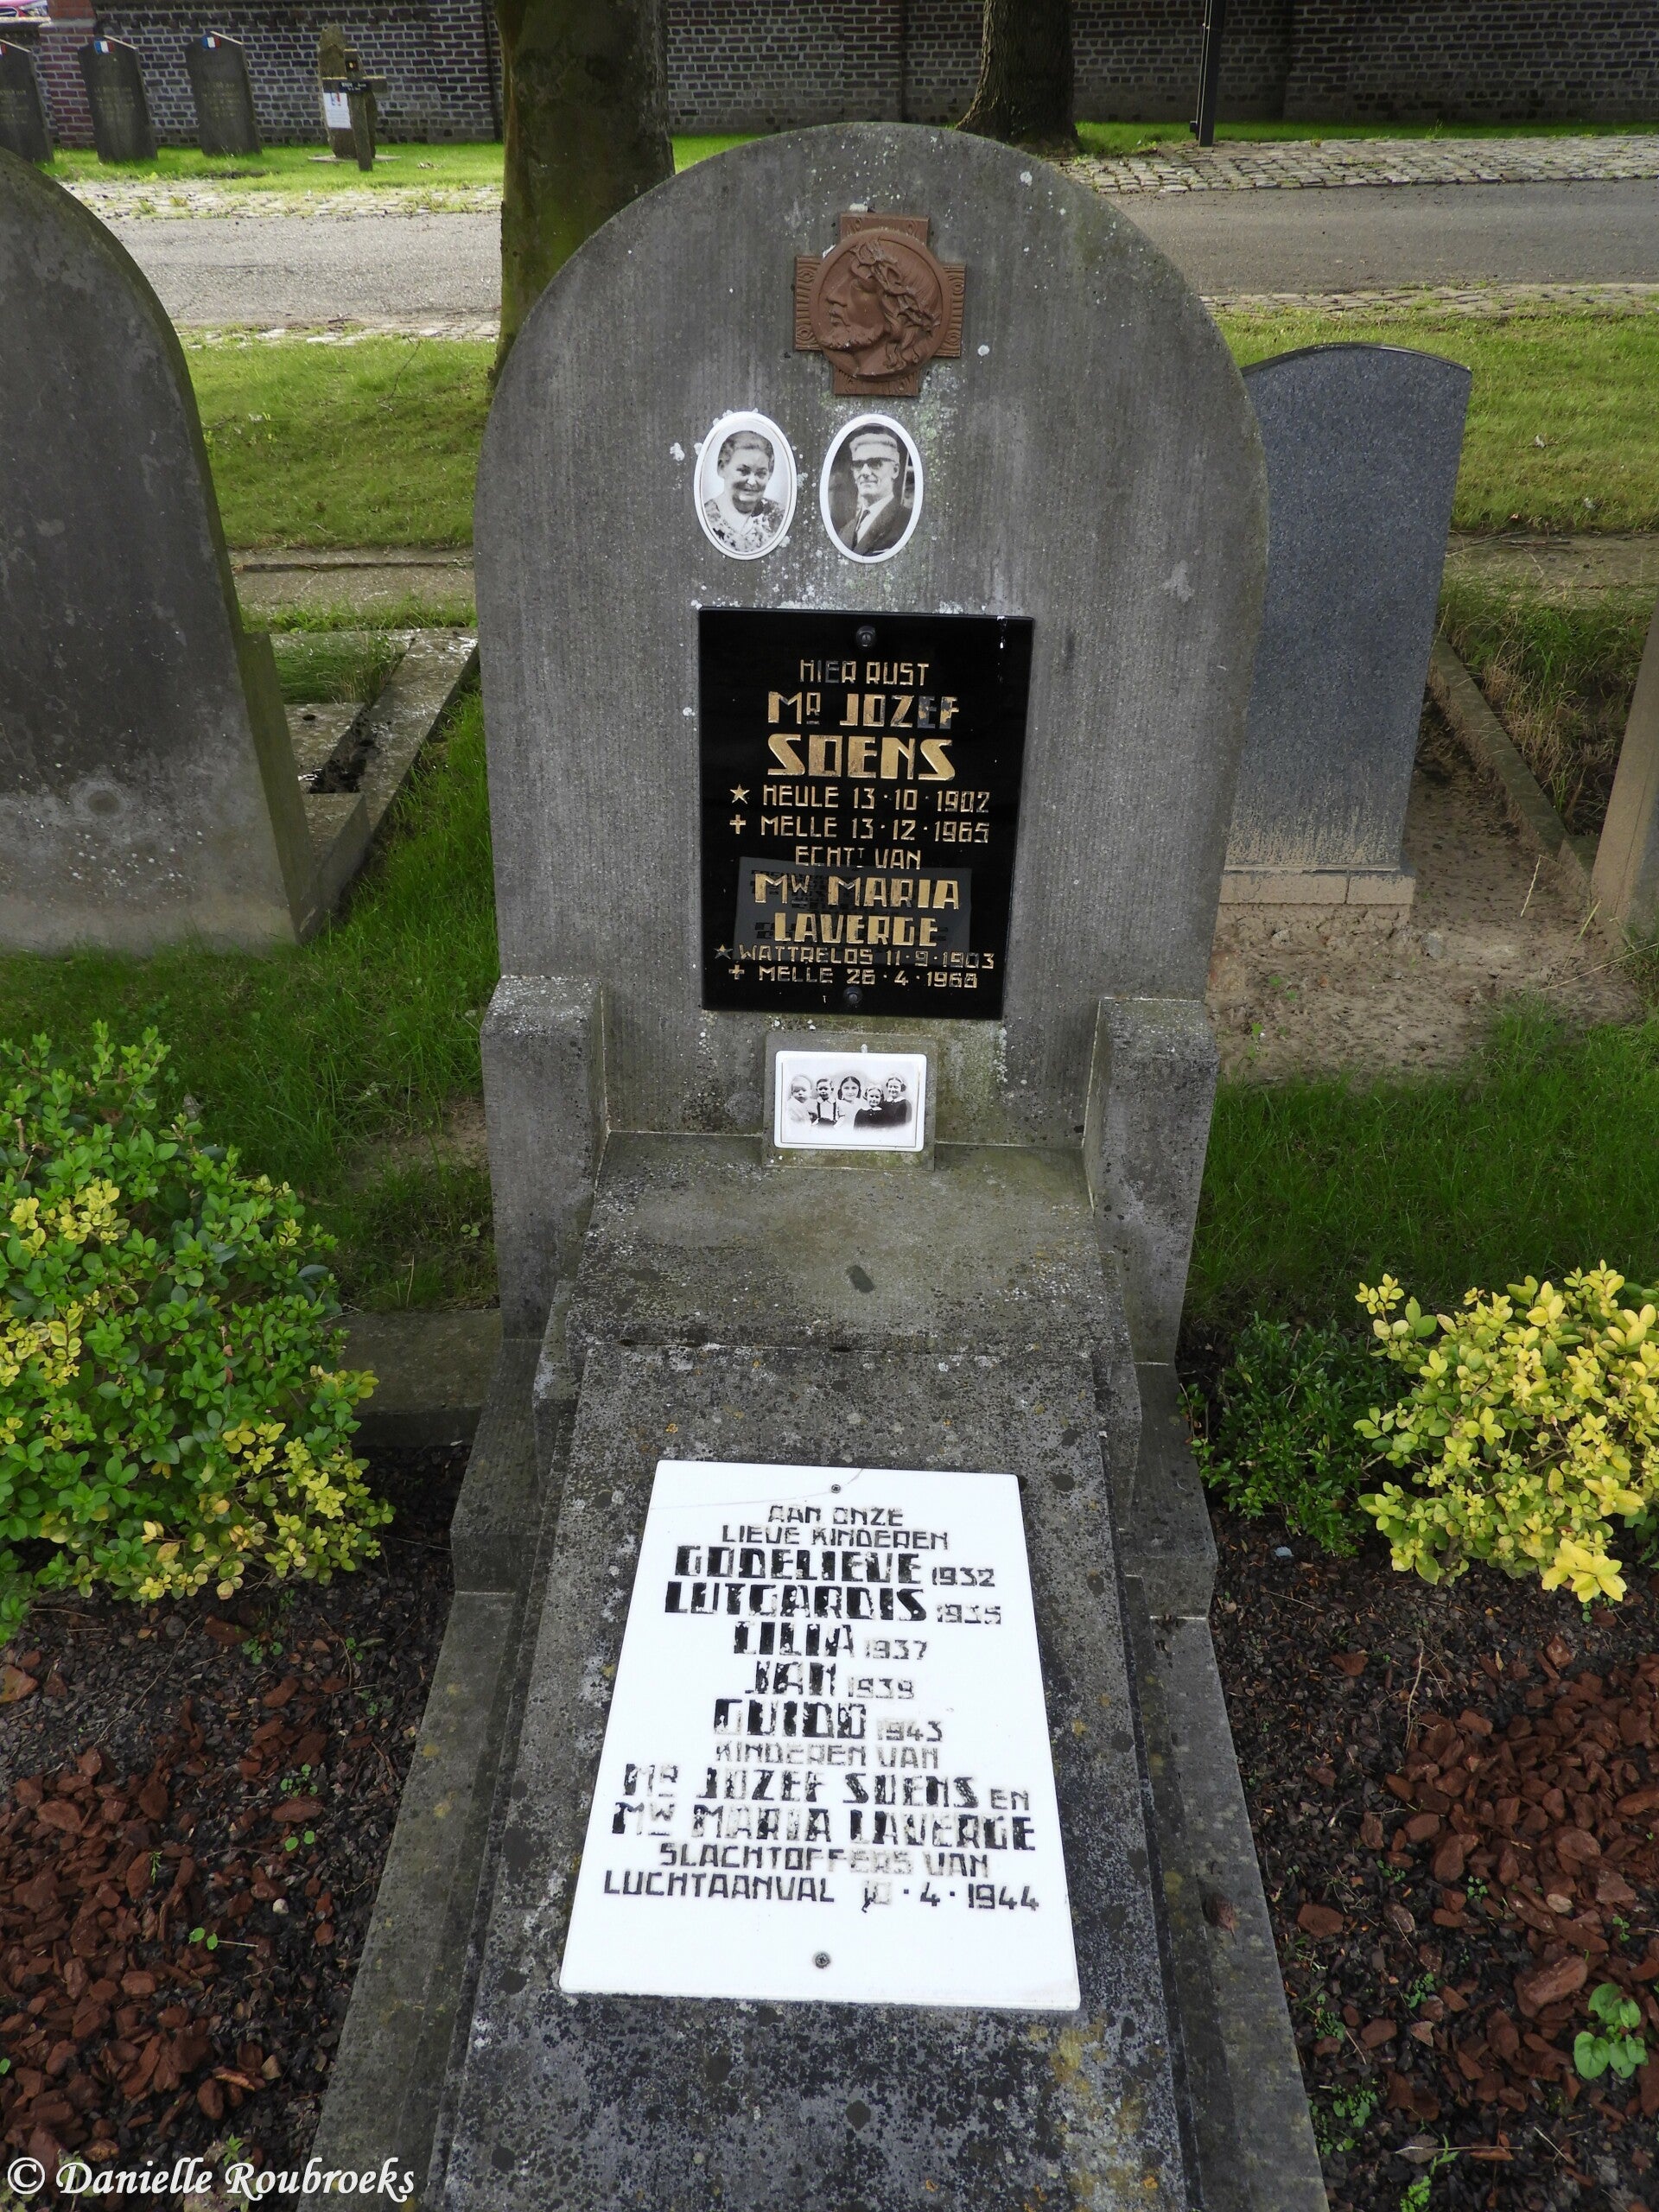 HIER RUST
MR JOZEF
SOENS
★ HEULE 13·10·1902
✝ MELLE 13·12·1965
ECHTT VAN
MW MARIA
LAVERGE
★ WATTRELOS 11·9·1903
✝ MELLE 26·4·1968
AAN ONZE
LIEVE KINDEREN
GODELIEVE 1932
LUTGARDIS 1935
LILIA 1937
JAN 1939
GUIDO 1943
KINDEREN VAN
MR JOZEF SOENS EN
MW MARIA LAVERGE
SLACHTOFFERS VAN
LUCHTAANVAL 10·4·1944
© Danielle Roubroeks